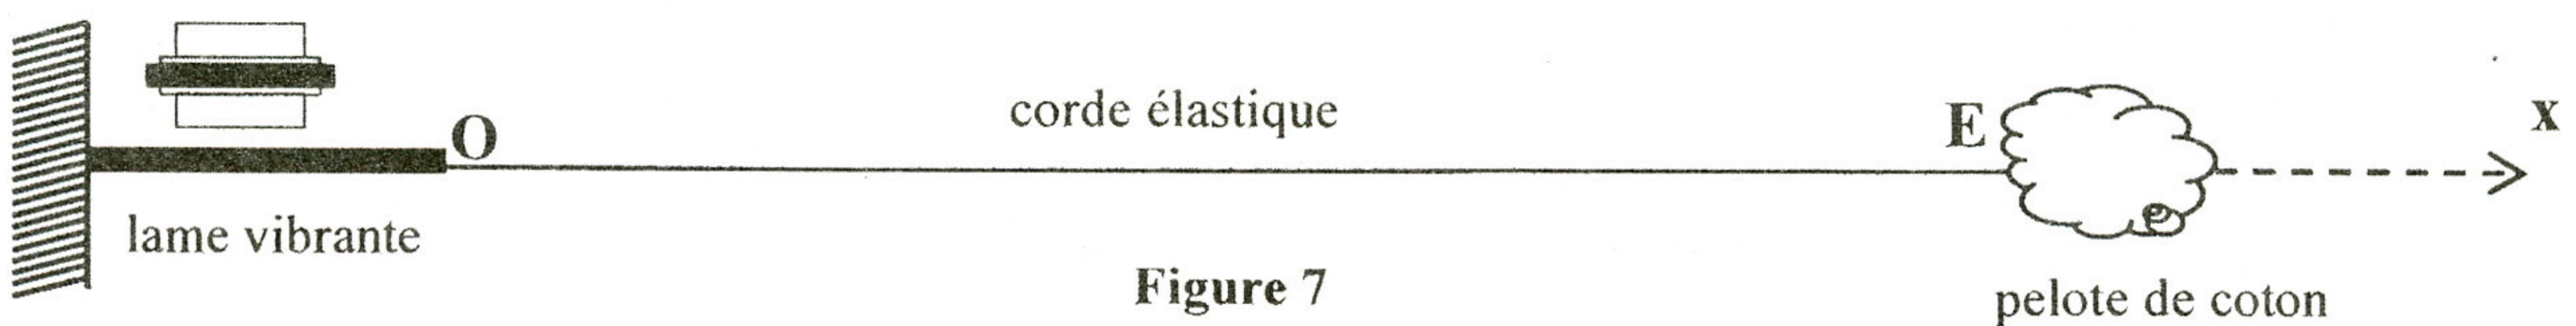 O
corde élastique
E
x
lame vibrante
Figure 7
pelote de coton